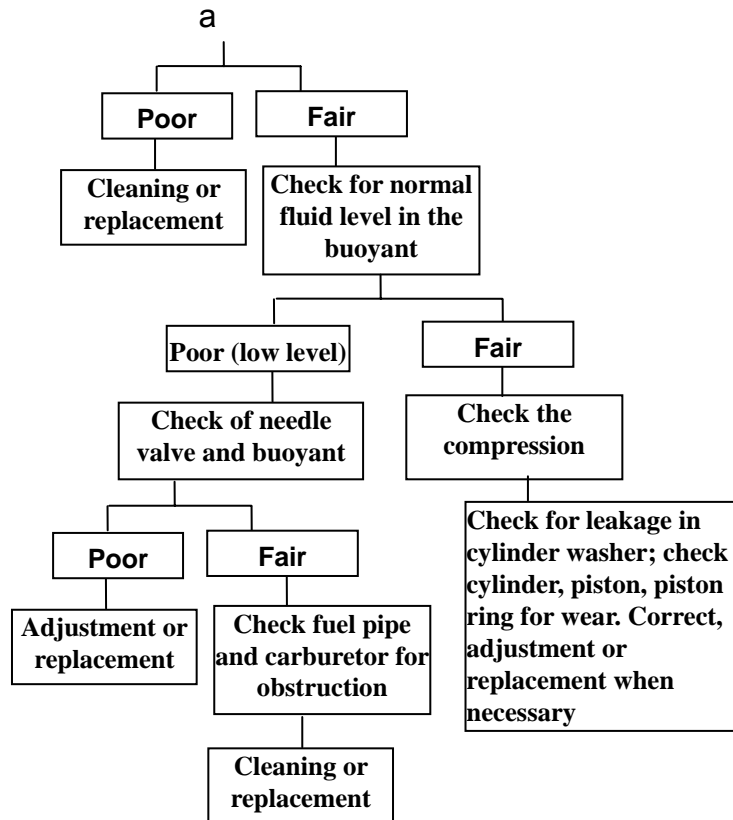 a
Poor
Fair
Cleaning or
replacement
Check for normal
fluid level in the
buoyant
Poor (low level)
Fair
Check of needle
valve and buoyant
Check the
compression
Poor
Fair
Check for leakage in
cylinder washer; check
cylinder, piston, piston
ring for wear. Correct,
adjustment or
replacement when
necessary
Adjustment or
replacement
Check fuel pipe
and carburetor for
obstruction
Cleaning or
replacement